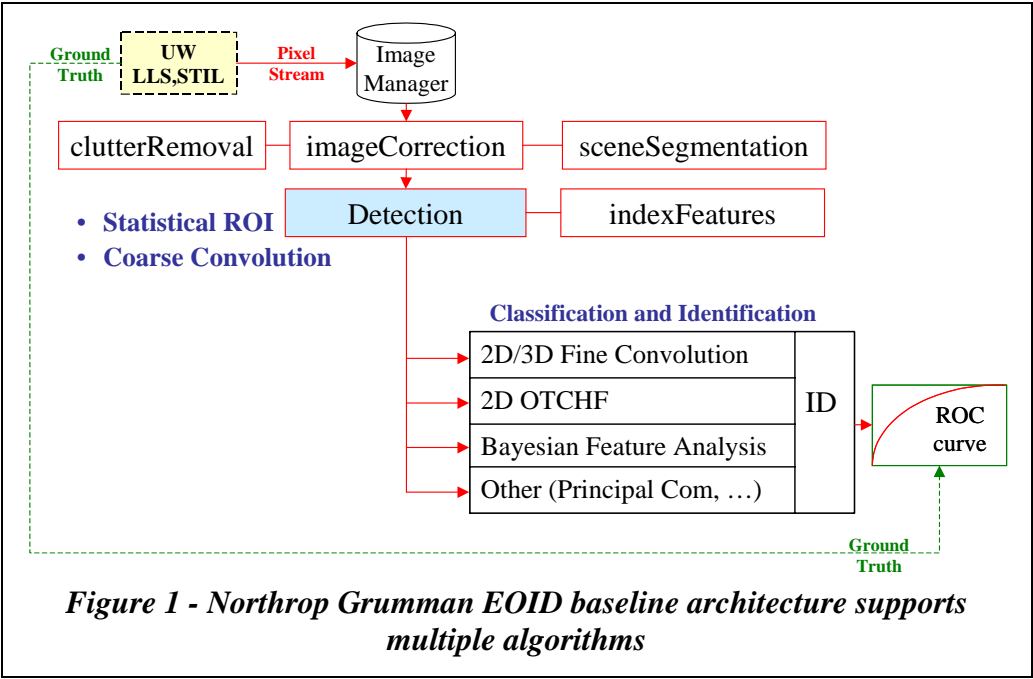 Ground
Truth
UW
LLS,STIL
Pixel
Stream
Image
Manager
clutterRemoval
imageCorrection
sceneSegmentation
Detection
indexFeatures
• Statistical ROI
• Coarse Convolution
Classification and Identification
2D/3D Fine Convolution
2D OTCHF
Bayesian Feature Analysis
Other (Principal Com, …)
ID
ROC
curve
Ground
Truth
Figure 1 - Northrop Grumman EOID baseline architecture supports
multiple algorithms